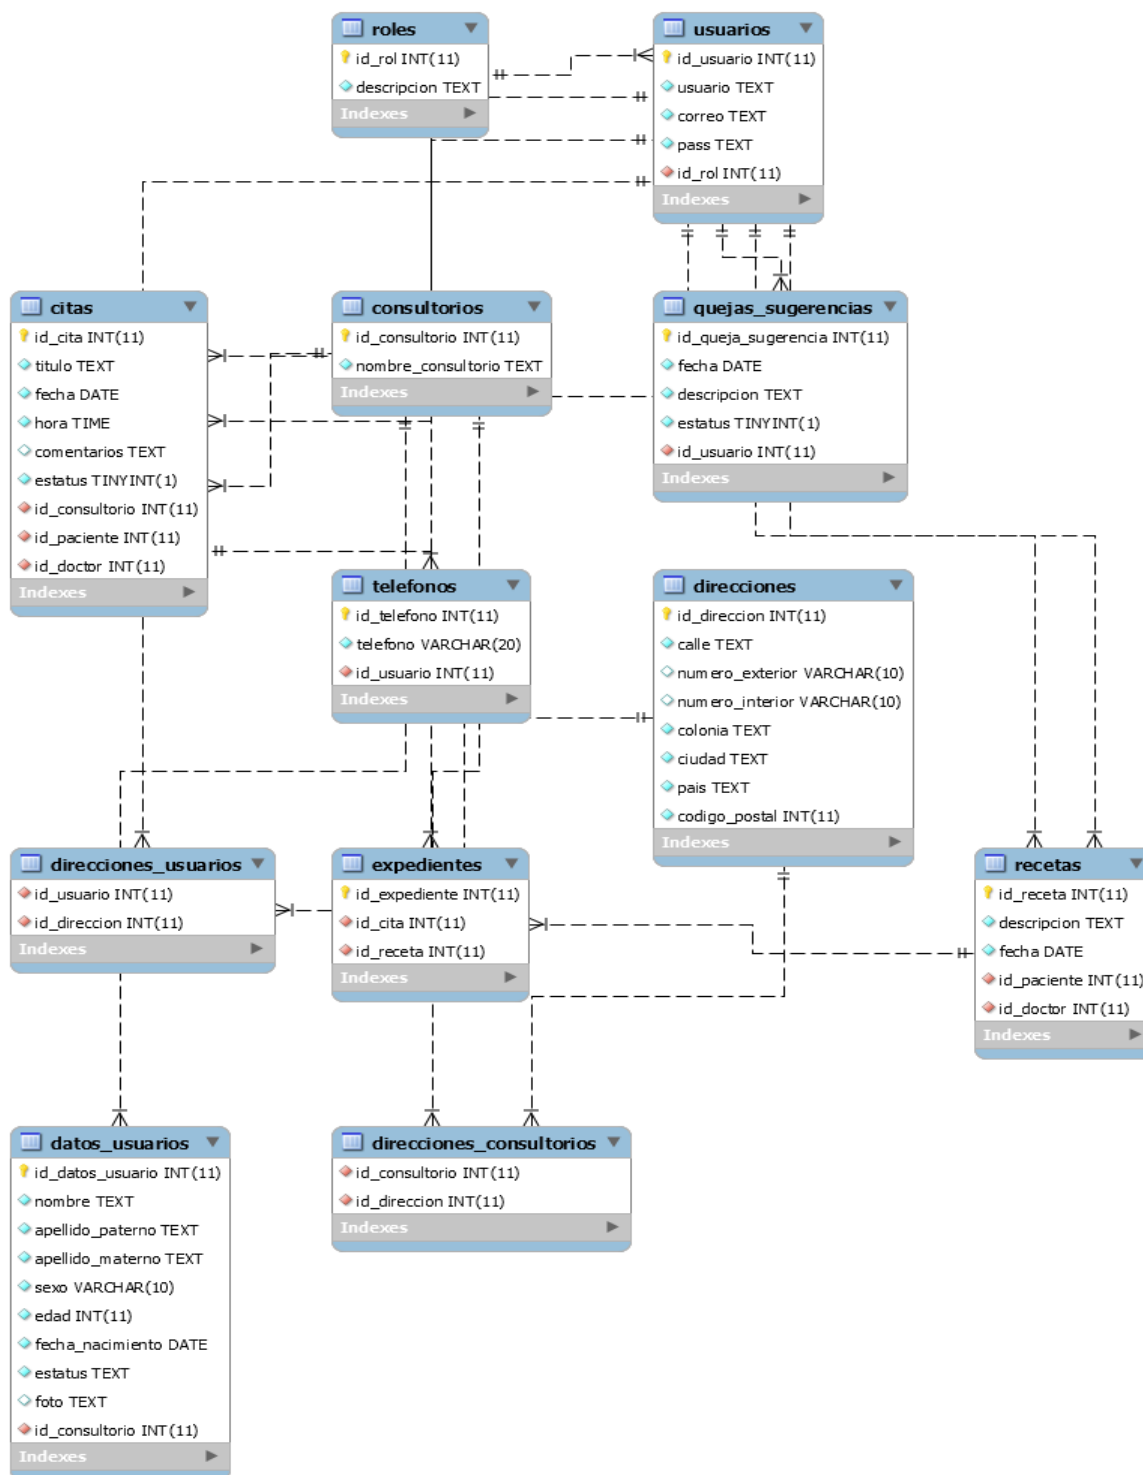 roles
id_rol INT(11)
descripcion TEXT
Indexes
usuarios
id_usuario INT(11)
usuario TEXT
correo TEXT
pass TEXT
id_rol INT(11)
Indexes
citas
id_cita INT(11)
titulo TEXT
fecha DATE
hora TIME
comentarios TEXT
estatus TINYINT(1)
id_consultorio INT(11)
id_paciente INT(11)
id_doctor INT(11)
Indexes
consultorios
id_consultorio INT(11)
nombre_consultorio TEXT
Indexes
quejas_sugerencias
id_queja_sugerencia INT(11)
fecha DATE
descripcion TEXT
estatus TINYINT(1)
id_usuario INT(11)
Indexes
telefonos
id_telefono INT(11)
telefono VARCHAR(20)
id_usuario INT(11)
Indexes
direcciones
id_direccion INT(11)
calle TEXT
numero_exterior VARCHAR(10)
numero_interior VARCHAR(10)
colonia TEXT
ciudad TEXT
pais TEXT
codigo_postal INT(11)
Indexes
direcciones_usuarios
id_usuario INT(11)
id_direccion INT(11)
Indexes
expedientes
id_expediente INT(11)
id_cita INT(11)
id_receta INT(11)
Indexes
recetas
id_receta INT(11)
descripcion TEXT
fecha DATE
id_paciente INT(11)
id_doctor INT(11)
Indexes
datos_usuarios
id_datos_usuario INT(11)
nombre TEXT
apellido_paterno TEXT
apellido_materno TEXT
sexo VARCHAR(10)
edad INT(11)
fecha_nacimiento DATE
estatus TEXT
foto TEXT
id_consultorio INT(11)
Indexes
direcciones_consultorios
id_consultorio INT(11)
id_direccion INT(11)
Indexes